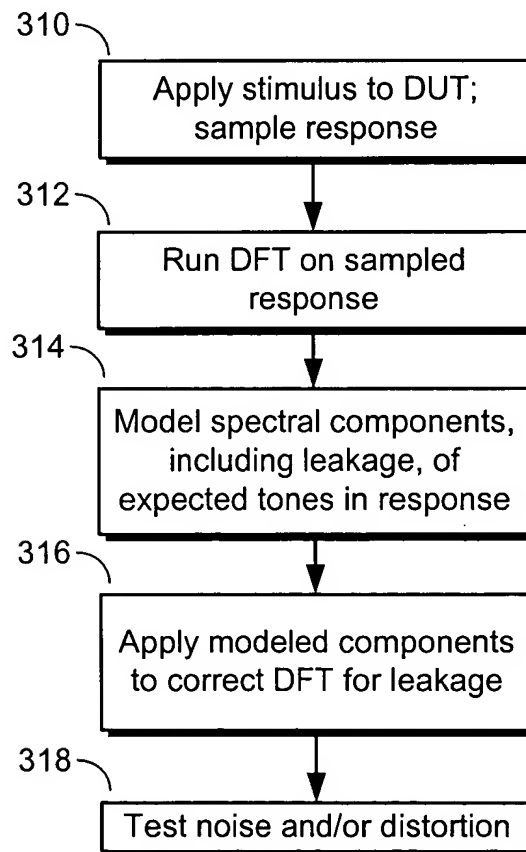 310
Apply stimulus to DUT;
sample response
312
Run DFT on sampled
response
314
Model spectral components,
including leakage, of
expected tones in response
316
Apply modeled components
to correct DFT for leakage
318
Test noise and/or distortion